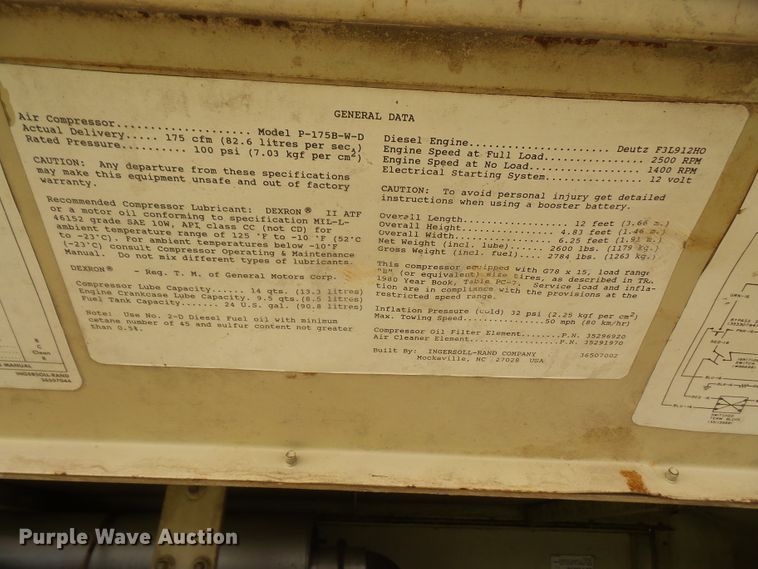 GENERAL DATA
Air Compressor.................... Model P-175B-W-D
Actual Delivery..... 175 cfm (82.6 litres per sec,)
Rated Pressure.......... 100 psi (7.03 kgf per cm²)
CAUTION: Any departure from these specifications
may make this equipment unsafe and out of factory
warranty.
Recommended Compressor Lubricant: DEXRON® II ATF
or a motor oil conforming to specification MIL-L-
46152 grade SAE 10W, API class CC (not CD) for
ambient temperature range of 125 °F to -10 °F (52°C
to -23°C). For ambient temperatures below -10°F
(-23°C) consult Compressor Operating & Maintenance
Manual. Do not mix different types of lubricants.
DEXRON® - Reg. T. M. of General Motors Corp.
Compressor Lube Capacity...... 14 qts. (13.3 litres)
Engine Crankcase Lube Capacity. 9.5 qts.(8.5 litres)
Fuel Tank Capacity....... 24 U.S. gal. (90.8 litres)
Note: Use No. 2-D Diesel Fuel oil with minimum
cetane number of 45 and sulfur content not greater
than 0.5%.
Diesel Engine........................ Deutz F3L912HO
Engine Speed at Full Load................ 2500 RPM
Engine Speed at No Load.................. 1400 RPM
Electrical Starting System................. 12 volt
CAUTION: To avoid personal injury get detailed
instructions when using a booster battery.
Overall Length.................. 12 feet (3.66 m.)
Overall Height................ 4.83 feet (1.46 m.)
Overall Width................. 6.25 feet (1.91 m.)
Net Weight (incl. lube)....... 2600 lbs. (1179 kg.)
Gross Weight (incl. fuel)..... 2784 lbs. (1263 kg.)
This compressor equipped with G78 x 15, load range
"B" (or equivalent) size tires, as described in TRA
1980 Year Book, Table PC-7. Service load and infla-
tion are in compliance with the provisions at the
restricted speed range.
Inflation Pressure (cold) 32 psi (2.25 kgf per cm²)
Max. Towing Speed.................. 50 mph (80 km/hr)
Compressor Oil Filter Element........P.N. 35296920
Air Cleaner Element..................P.N. 35291970
Built By: INGERSOLL-RAND COMPANY 36507002
Mocksville, NC 27028 USA
MANUAL
INGERSOLL-RAND
Clean
Purple Wave Auction